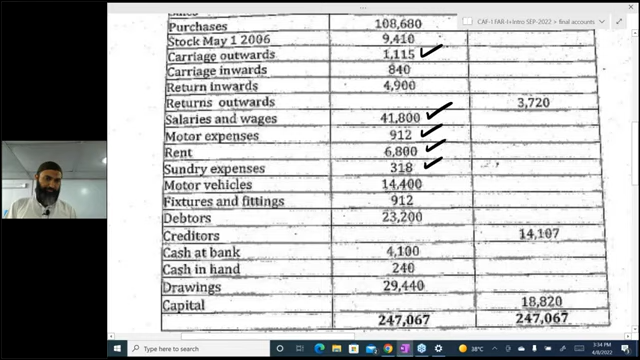 Sales
CAF-I FAR-I+Intro SEP-2022 > final accounts
Purchases 108,680
Stock May 1 2006 9,410
Carriage outwards 1,115
Carriage inwards 840
Return inwards 4,900
Returns outwards 3,720
Salaries and wages 41,800
Motor expenses 912
Rent 6,800
Sundry expenses 318
Motor vehicles 14,400
Fixtures and fittings 912
Debtors 23,200
Creditors 14,107
Cash at bank 4,100
Cash in hand 240
Drawings 29,440
Capital 18,820
247,067 247,067
Type here to search
38°C
3:34 PM
4/8/2022